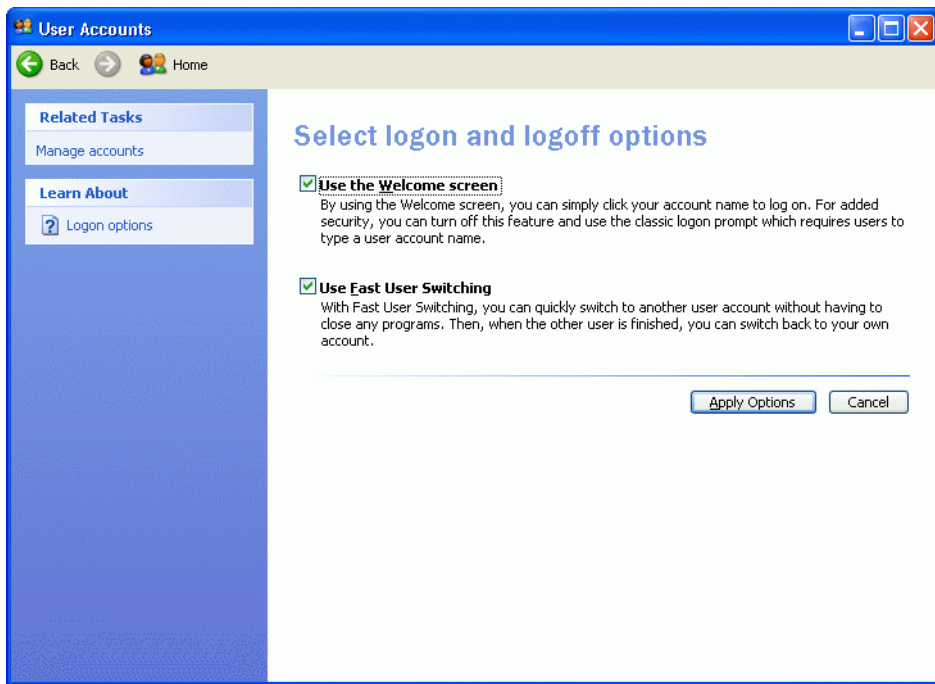 User Accounts
Back Home
Related Tasks
Manage accounts
Learn About
Logon options
Select logon and logoff options
Use the Welcome screen
By using the Welcome screen, you can simply click your account name to log on. For added
security, you can turn off this feature and use the classic logon prompt which requires users to
type a user account name.
Use Fast User Switching
With Fast User Switching, you can quickly switch to another user account without having to
close any programs. Then, when the other user is finished, you can switch back to your own
account.
Apply Options Cancel